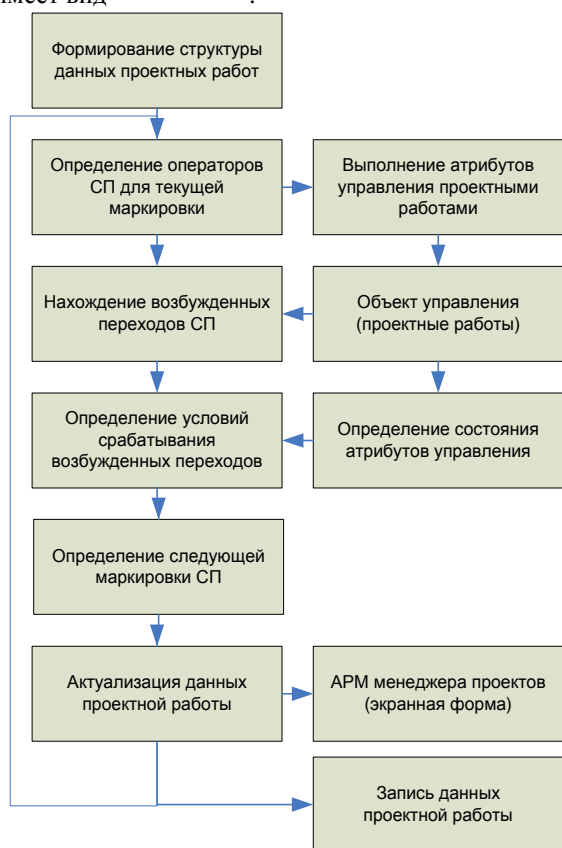 имеет вид
Формирование структуры
данных проектных работ
Определение операторов
СП для текущей
маркировки
Выполнение атрибутов
управления проектными
работами
Нахождение возбужденных
переходов СП
Объект управления
(проектные работы)
Определение условий
срабатывания
возбужденных переходов
Определение состояния
атрибутов управления
Определение следующей
маркировки СП
Актуализация данных
проектной работы
АРМ менеджера проектов
(экранная форма)
Запись данных
проектной работы